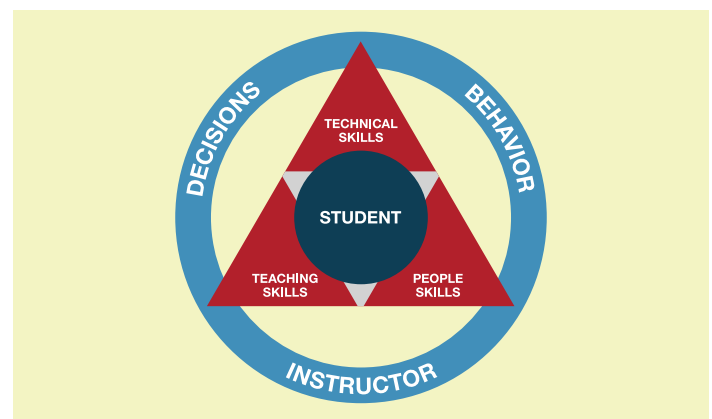 DECISIONS
BEHAVIOR
TECHNICAL
SKILLS
STUDENT
TEACHING
SKILLS
PEOPLE
SKILLS
INSTRUCTOR